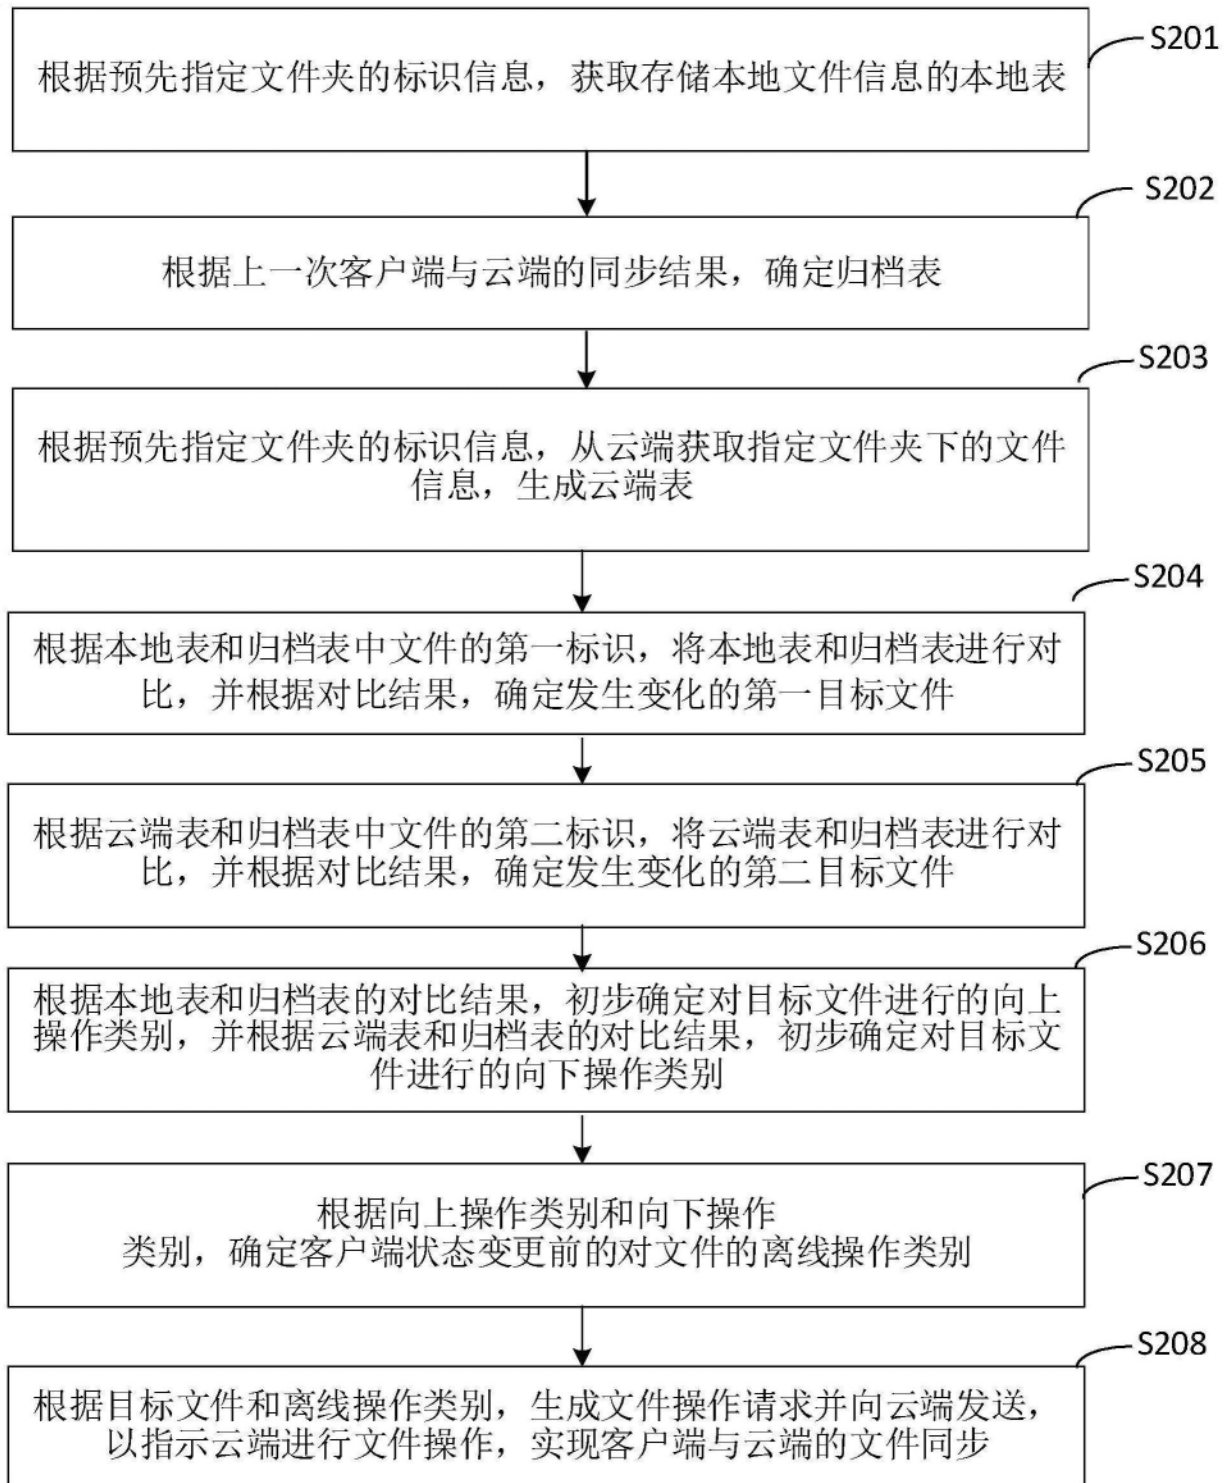 S201
根据预先指定文件夹的标识信息，获取存储本地文件信息的本地表
S202
根据上一次客户端与云端的同步结果，确定归档表
S203
根据预先指定文件夹的标识信息，从云端获取指定文件夹下的文件
信息，生成云端表
S204
根据本地表和归档表中文件的第一标识，将本地表和归档表进行对
比，并根据对比结果，确定发生变化的第一目标文件
S205
根据云端表和归档表中文件的第二标识，将云端表和归档表进行对
比，并根据对比结果，确定发生变化的第二目标文件
S206
根据本地表和归档表的对比结果，初步确定对目标文件进行的向上
操作类别，并根据云端表和归档表的对比结果，初步确定对目标文
件进行的向下操作类别
S207
根据向上操作类别和向下操作
类别，确定客户端状态变更前的对文件的离线操作类别
S208
根据目标文件和离线操作类别，生成文件操作请求并向云端发送，
以指示云端进行文件操作，实现客户端与云端的文件同步